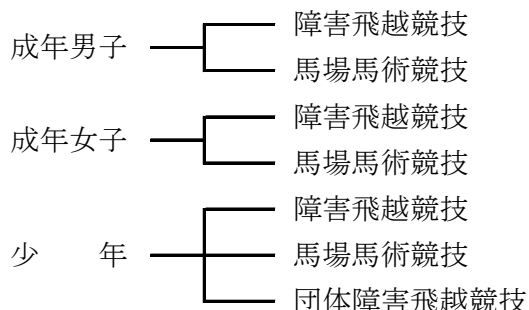 障害飛越競技
成年男子
馬場馬術競技
障害飛越競技
成年女子
馬場馬術競技
障害飛越競技
少　　年　馬場馬術競技
団体障害飛越競技